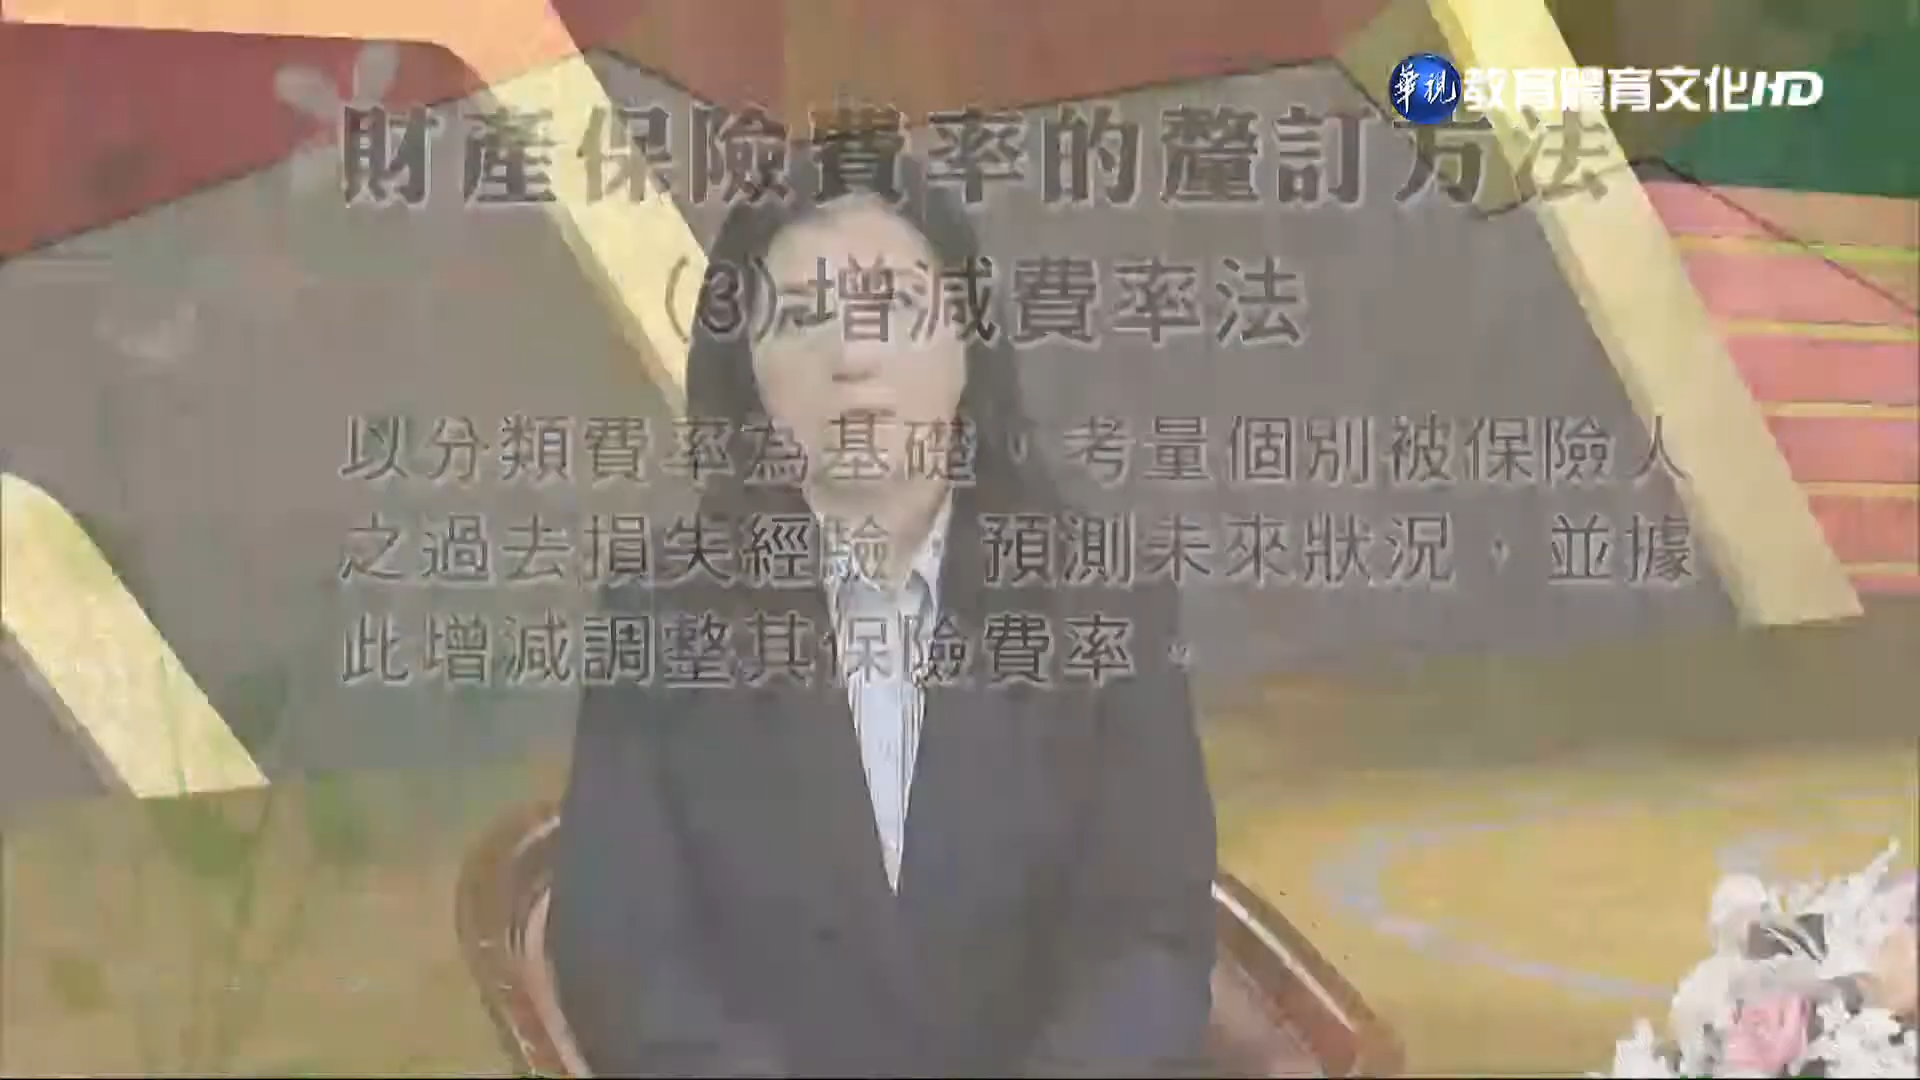 華視 教育體育文化HD
財產保險費率的釐訂方法
(3)增減費率法
以分類費率為基礎，考量個別被保險人
之過去損失經驗，預測未來狀況，並據
此增減調整其保險費率。